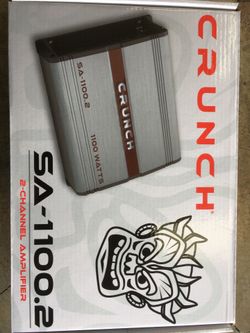 CRUNCH
SA-1100.2
CRUNCH
1100 WATTS
SA-1100.2
2-CHANNEL AMPLIFIER